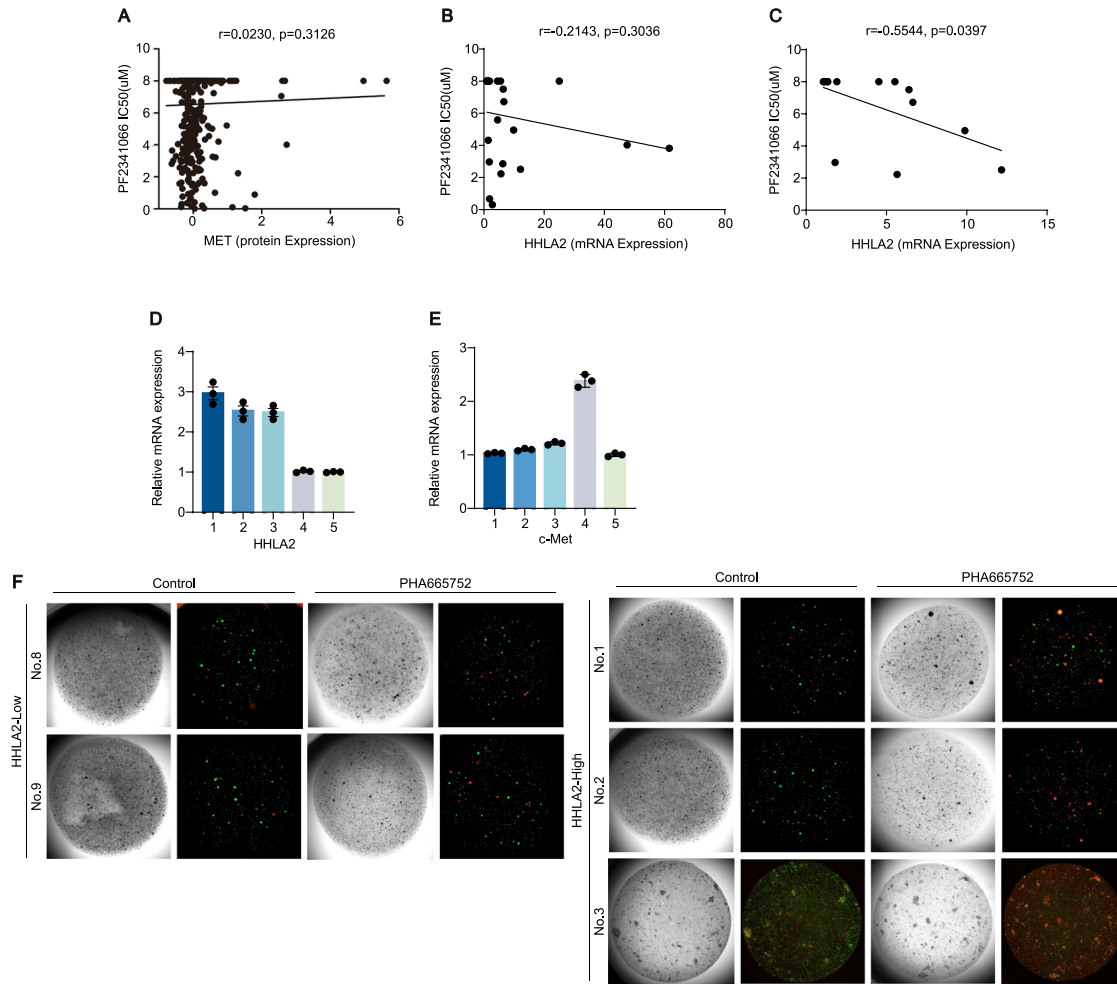 A
r=0.0230, p=0.3126
PF2341066 IC50(uM)
10
8
6
4
2
0
0
2
4
6
MET (protein Expression)
B
r=-0.2143, p=0.3036
PF2341066 IC50(uM)
10
8
6
4
2
0
0
20
40
60
80
HHLA2 (mRNA Expression)
C
r=-0.5544, p=0.0397
PF2341066 IC50(uM)
10
8
6
4
2
0
0
5
10
15
HHLA2 (mRNA Expression)
D
Relative mRNA expression
4
3
2
1
0
1 2 3 4 5
HHLA2
E
Relative mRNA expression
3
2
1
0
1 2 3 4 5
c-Met
F
Control
PHA665752
HHLA2-Low
No.8
No.9
Control
PHA665752
HHLA2-High
No.1
No.2
No.3